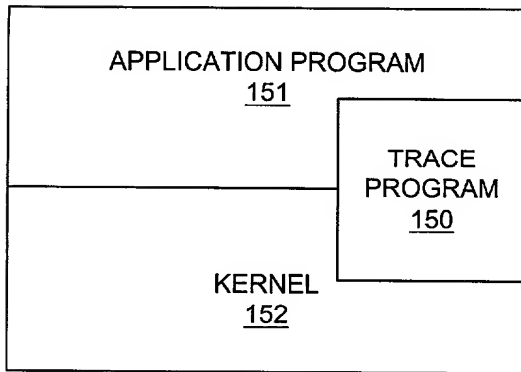 APPLICATION PROGRAM
151
TRACE
PROGRAM
150
KERNEL
152